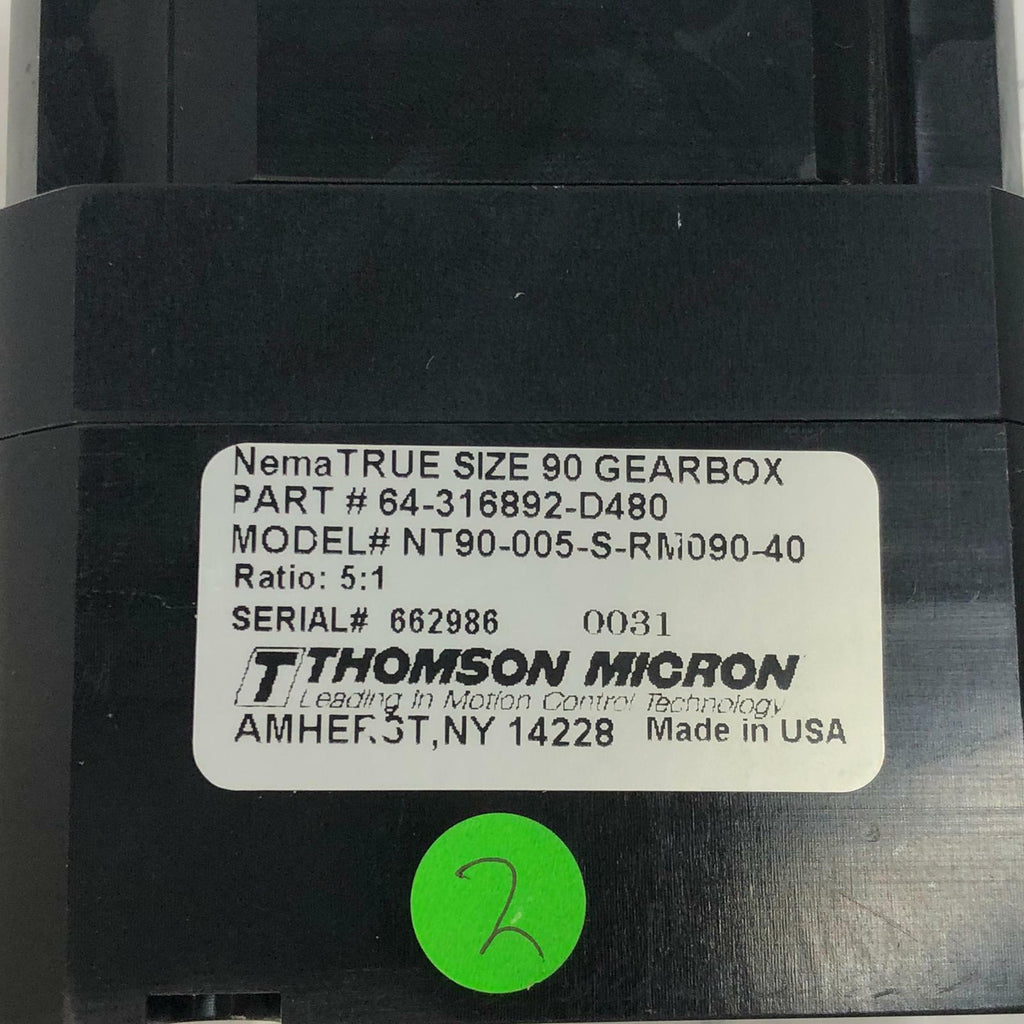 NemaTRUE SIZE 90 GEARBOX
PART # 64-316892-D480
MODEL# NT90-005-S-RM090-40
Ratio: 5:1
SERIAL# 662986 0031
T THOMSON MICRON
Leading in Motion Control Technology
AMHERST,NY 14228 Made in USA
2